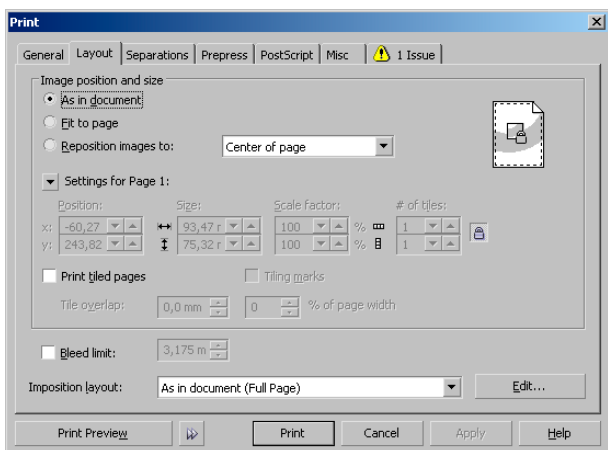 Print
General Layout Separations Prepress PostScript Misc 1 Issue
Image position and size
As in document
Fit to page
Reposition images to: Center of page
Settings for Page 1:
Position: Size: Scale factor: # of tiles:
x: -60,27 93,47 r 100 % 1
y: 243,82 75,32 r 100 % 1
Print tiled pages Tiling marks
Tile overlap: 0,0 mm 0 % of page width
Bleed limit: 3,175 m
Imposition layout: As in document (Full Page) Edit...
Print Preview Print Cancel Apply Help